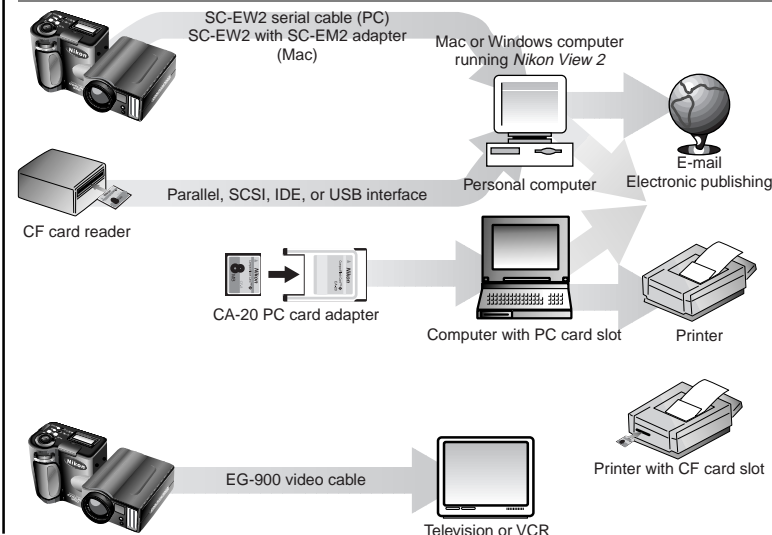 SC-EW2 serial cable (PC)
SC-EW2 with SC-EM2 adapter
(Mac)
Mac or Windows computer
running Nikon View 2
Nikon
E-mail
Electronic publishing
Personal computer
Parallel, SCSI, IDE, or USB interface
CF card reader
CA-20 PC card adapter
Computer with PC card slot
Printer
Nikon
EG-900 video cable
Television or VCR
Printer with CF card slot